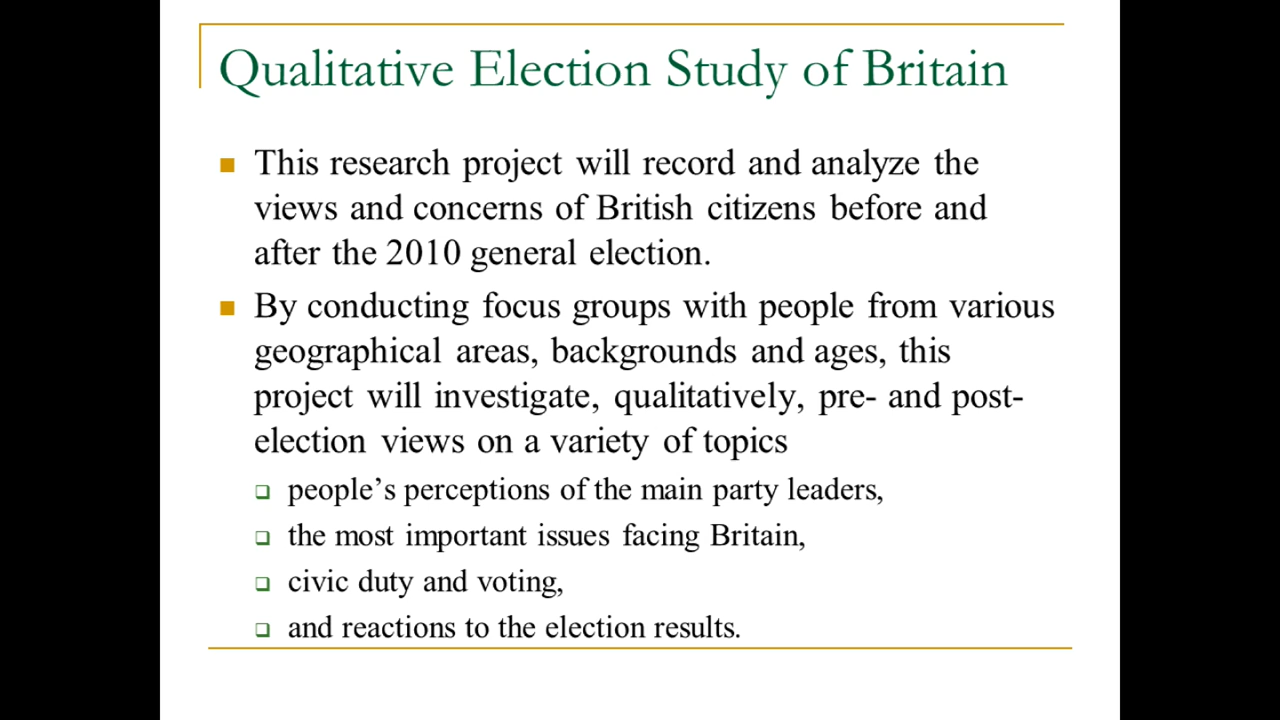 Qualitative Election Study of Britain
This research project will record and analyze the
views and concerns of British citizens before and
after the 2010 general election.
By conducting focus groups with people from various
geographical areas, backgrounds and ages, this
project will investigate, qualitatively, pre- and post-
election views on a variety of topics
people’s perceptions of the main party leaders,
the most important issues facing Britain,
civic duty and voting,
and reactions to the election results.